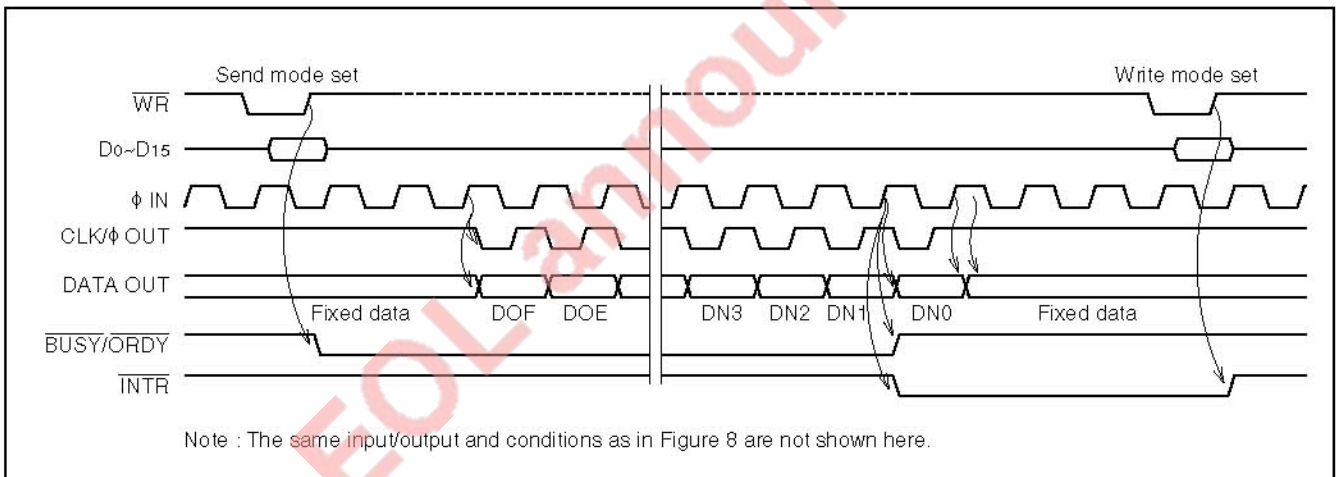 Send mode set
Write mode set
WR
D0~D15
ϕ IN
CLK/ϕ OUT
DATA OUT
Fixed data DOF DOE DN3 DN2 DN1 DN0 Fixed data
BUSY/ORDY
INTR
Note : The same input/output and conditions as in Figure 8 are not shown here.
EOL announ